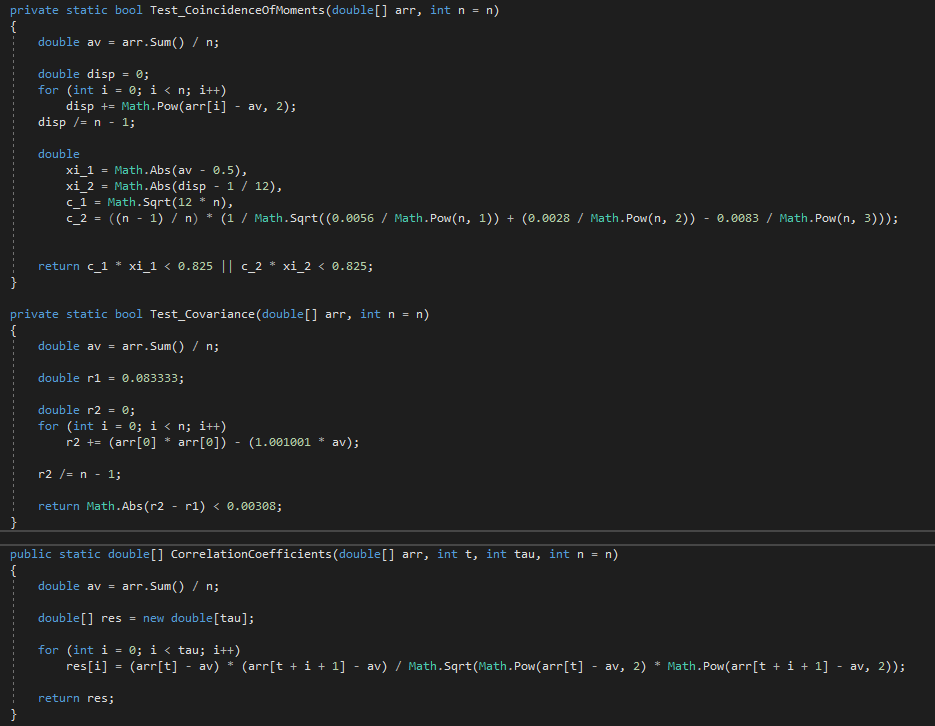 private static bool Test_CoincidenceOfMoments(double[] arr, int n = n)
{
    double av = arr.Sum() / n;
    double disp = 0;
    for (int i = 0; i < n; i++)
        disp += Math.Pow(arr[i] - av, 2);
    disp /= n - 1;
    double
        xi_1 = Math.Abs(av - 0.5),
        xi_2 = Math.Abs(disp - 1 / 12),
        c_1 = Math.Sqrt(12 * n),
        c_2 = ((n - 1) / n) * (1 / Math.Sqrt((0.0056 / Math.Pow(n, 1)) + (0.0028 / Math.Pow(n, 2)) - 0.0083 / Math.Pow(n, 3)));
    return c_1 * xi_1 < 0.825 || c_2 * xi_2 < 0.825;
}
private static bool Test_Covariance(double[] arr, int n = n)
{
    double av = arr.Sum() / n;
    double r1 = 0.083333;
    double r2 = 0;
    for (int i = 0; i < n; i++)
        r2 += (arr[0] * arr[0]) - (1.001001 * av);
    r2 /= n - 1;
    return Math.Abs(r2 - r1) < 0.00308;
}
public static double[] CorrelationCoefficients(double[] arr, int t, int tau, int n = n)
{
    double av = arr.Sum() / n;
    double[] res = new double[tau];
    for (int i = 0; i < tau; i++)
        res[i] = (arr[t] - av) * (arr[t + i + 1] - av) / Math.Sqrt(Math.Pow(arr[t] - av, 2) * Math.Pow(arr[t + i + 1] - av, 2));
    return res;
}